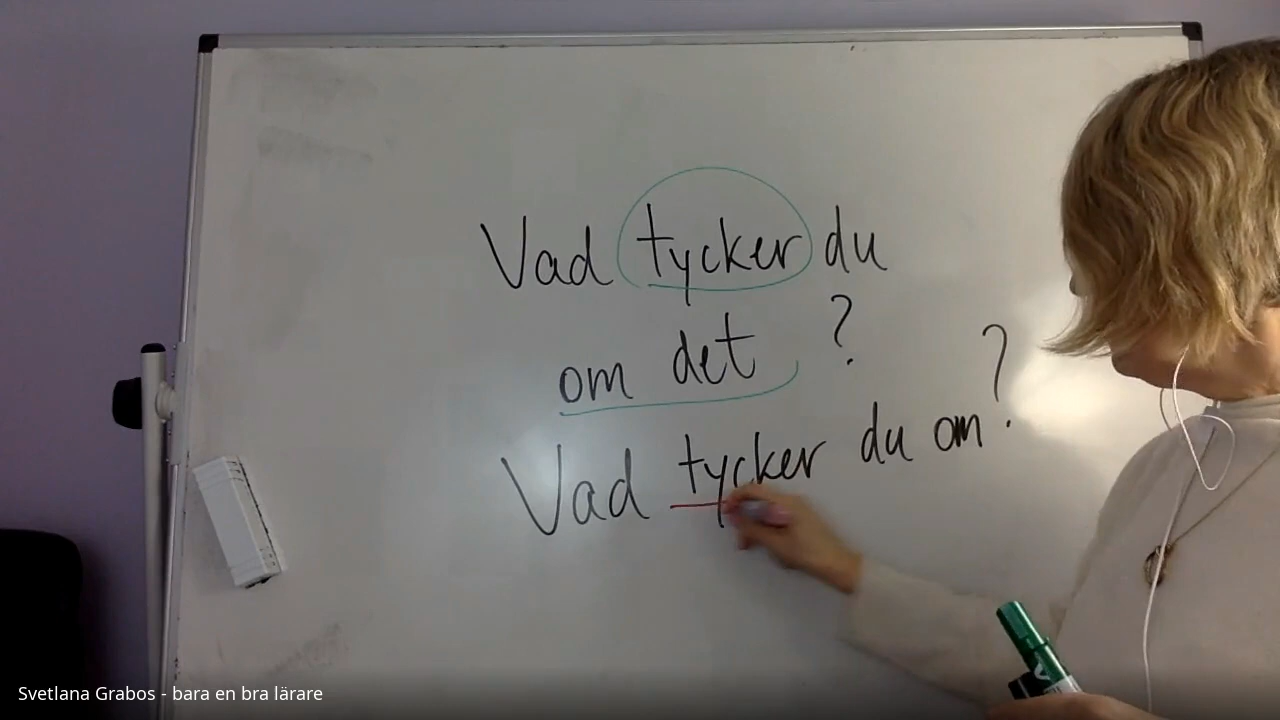 Vad tycker du
om det ?
Vad tycker du om ?
Svetlana Grabos - bara en bra lärare